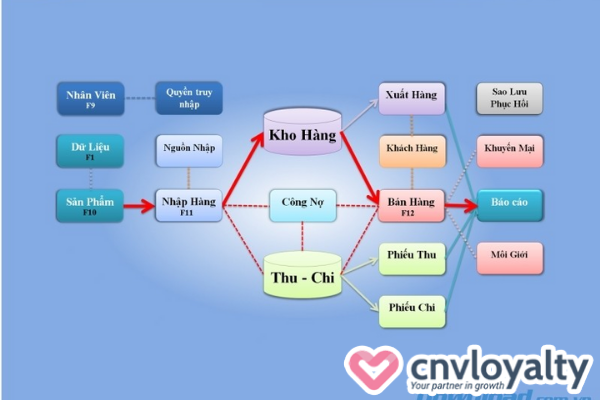 Nhân Viên
F9
Quyền truy
nhập
Xuất Hàng
Sao Lưu
Phục Hồi
Kho Hàng
Dữ Liệu
F1
Nguồn Nhập
Khách Hàng
Khuyến Mại
Sản Phẩm
F10
Nhập Hàng
F11
Công Nợ
Bán Hàng
F12
Báo cáo
Thu - Chi
Phiếu Thu
Môi Giới
Phiếu Chi
cnvloyalty
Your partner in growth
.com.vn